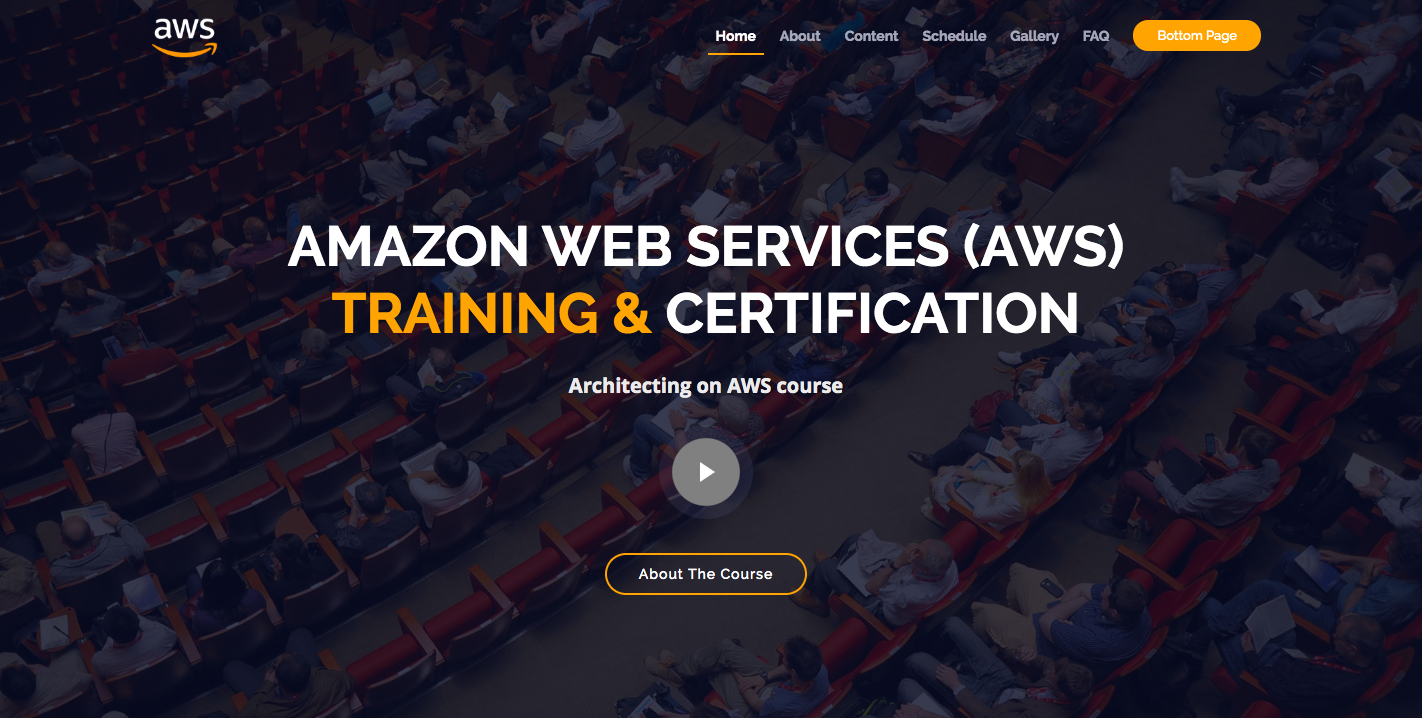 aws
Home About Content Schedule Gallery FAQ Bottom Page
AMAZON WEB SERVICES (AWS)
TRAINING & CERTIFICATION
Architecting on AWS course
About The Course